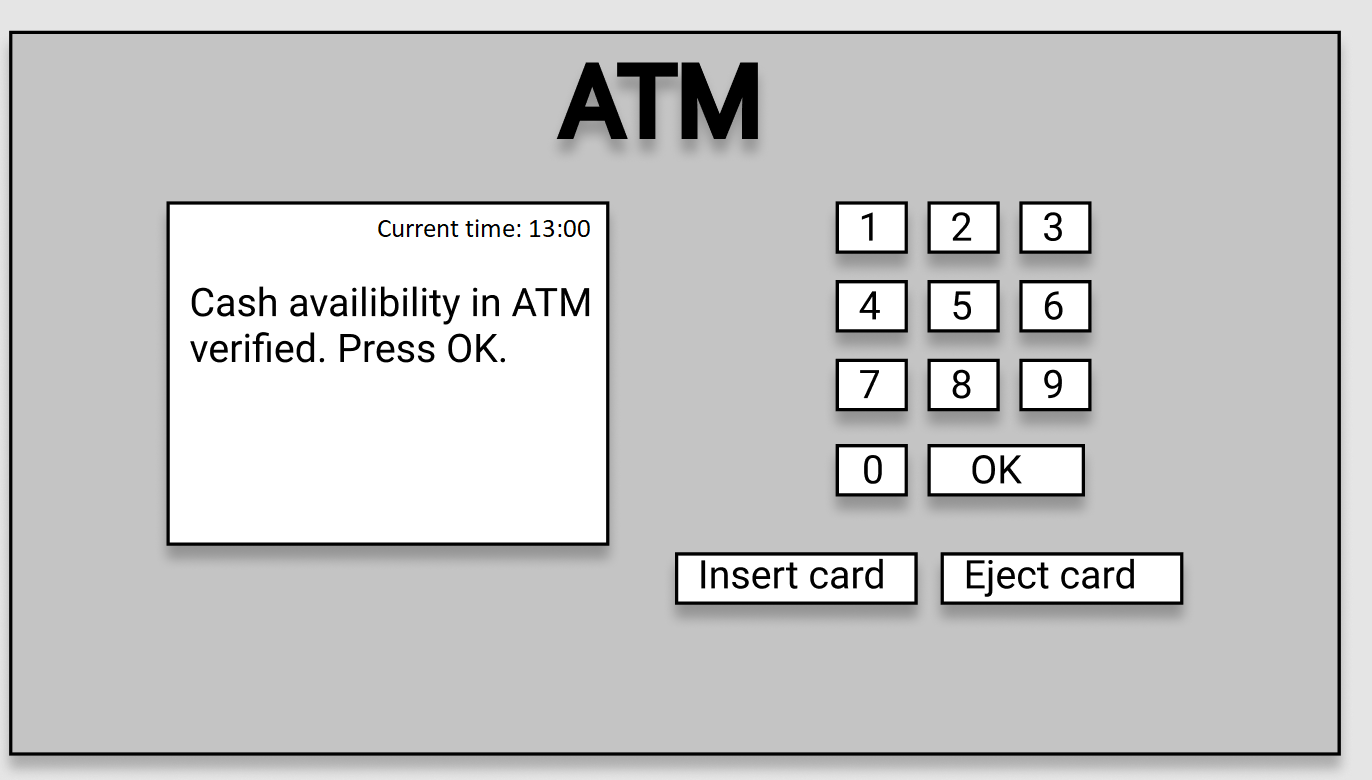 ATM
Current time: 13:00
Cash availibility in ATM
verified. Press OK.
1 2 3
4 5 6
7 8 9
0 OK
Insert card Eject card